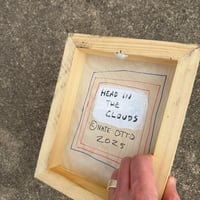 HEAD IN
THE
CLOUDS
©NATE OTTO
2025